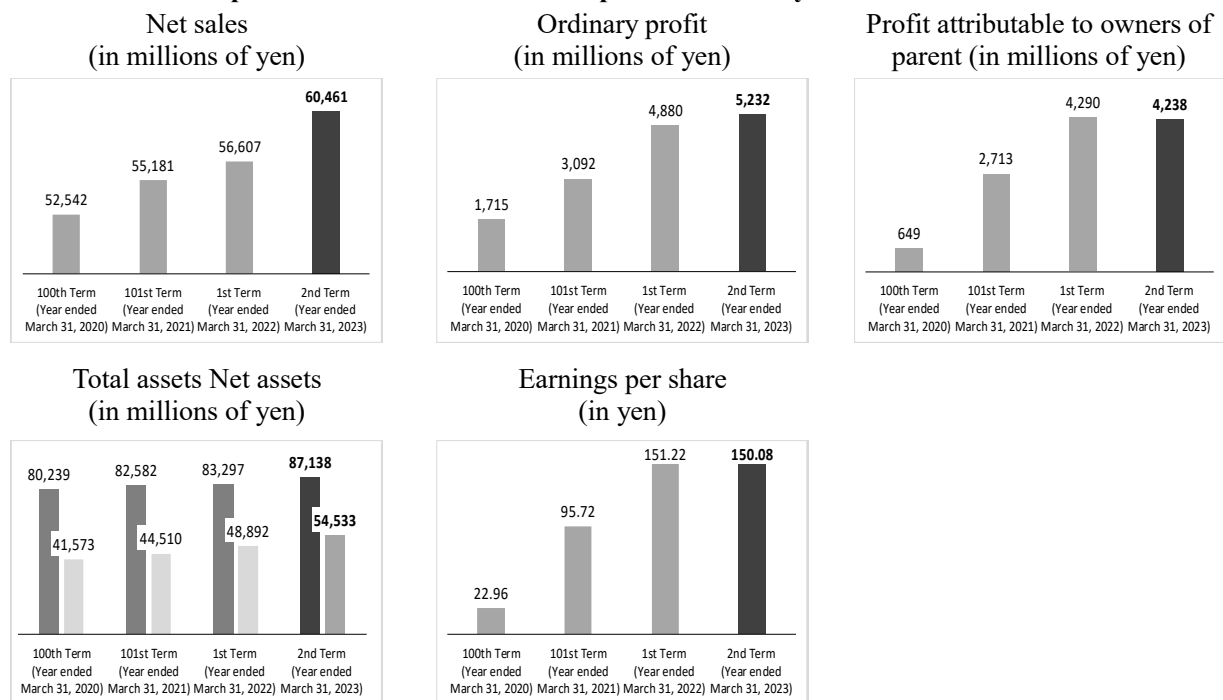 Net sales
(in millions of yen)
60,461
56,607
55,181
52,542
100th Term 101st Term 1st Term 2nd Term
(Year ended (Year ended (Year ended (Year ended
March 31, 2020) March 31, 2021) March 31, 2022) March 31, 2023)
Ordinary profit
(in millions of yen)
5,232
4,880
3,092
1,715
100th Term 101st Term 1st Term 2nd Term
(Year ended (Year ended (Year ended (Year ended
March 31, 2020) March 31, 2021) March 31, 2022) March 31, 2023)
Profit attributable to owners of
parent (in millions of yen)
4,290 4,238
2,713
649
100th Term 101st Term 1st Term 2nd Term
(Year ended (Year ended (Year ended (Year ended
March 31, 2020) March 31, 2021) March 31, 2022) March 31, 2023)
Total assets Net assets
(in millions of yen)
80,239 82,582 83,297 87,138
41,573 44,510 48,892 54,533
100th Term 101st Term 1st Term 2nd Term
(Year ended (Year ended (Year ended (Year ended
March 31, 2020) March 31, 2021) March 31, 2022) March 31, 2023)
Earnings per share
(in yen)
151.22 150.08
95.72
22.96
100th Term 101st Term 1st Term 2nd Term
(Year ended (Year ended (Year ended (Year ended
March 31, 2020) March 31, 2021) March 31, 2022) March 31, 2023)